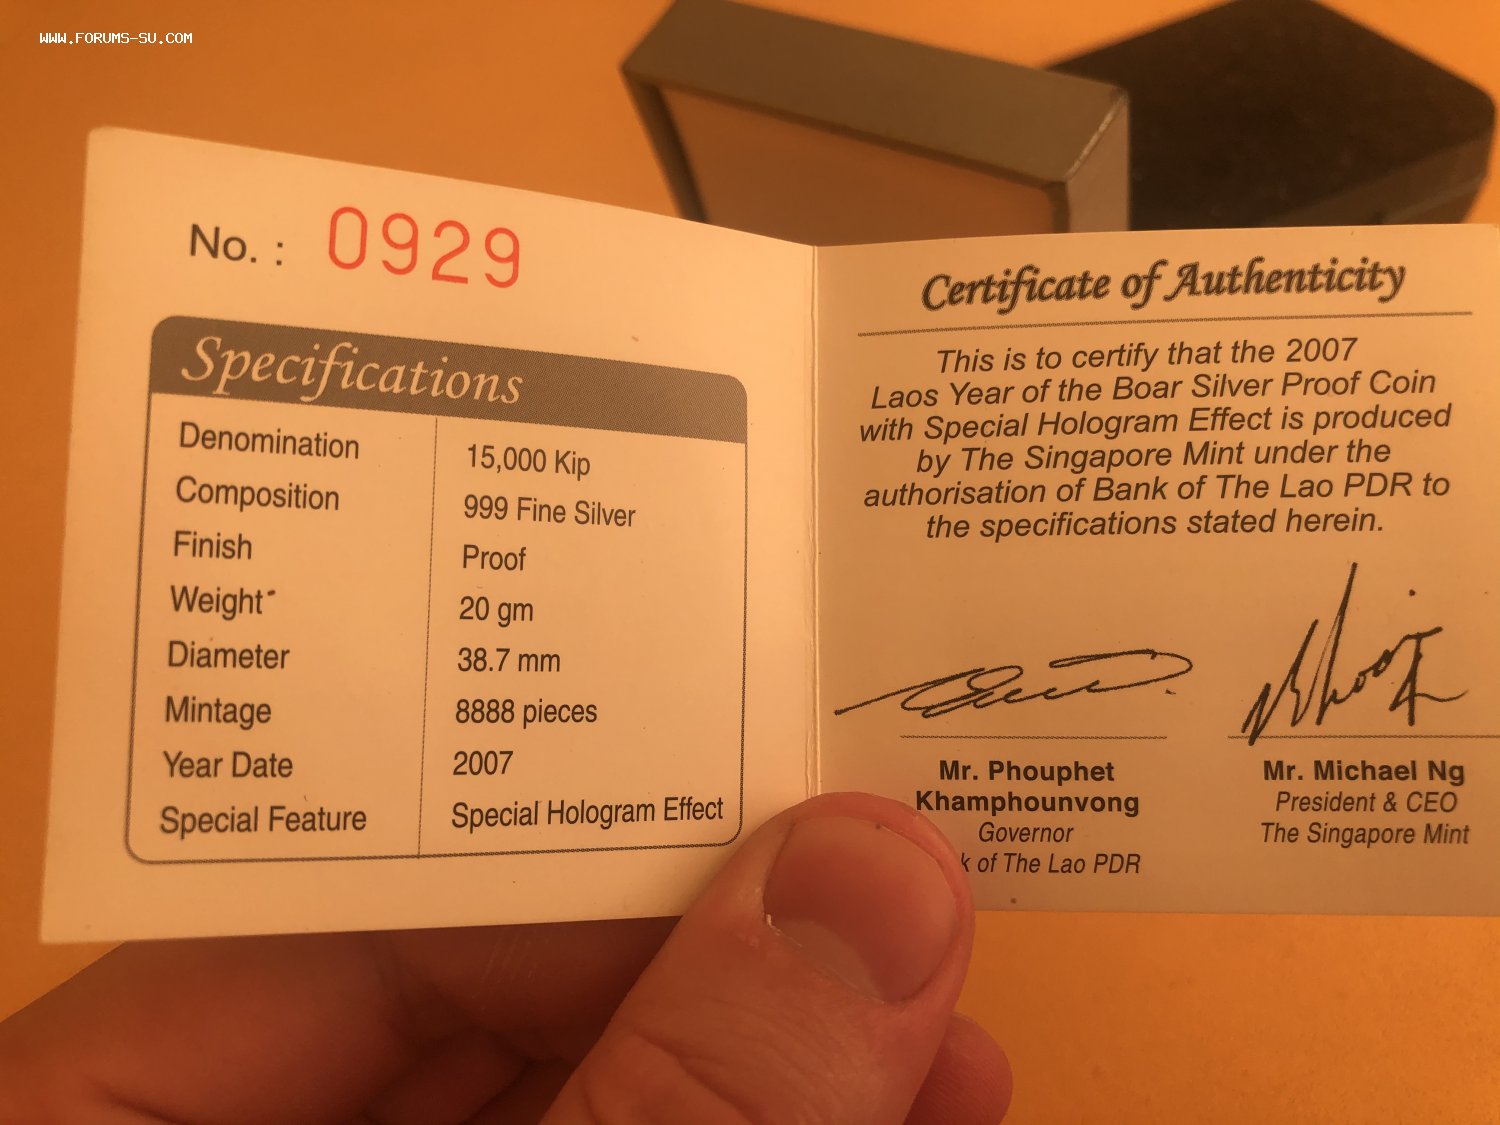 WWW.FORUMS-SU.COM
No. : 0929
Specifications
Denomination 15,000 Kip
Composition 999 Fine Silver
Finish Proof
Weight 20 gm
Diameter 38.7 mm
Mintage 8888 pieces
Year Date 2007
Special Feature Special Hologram Effect
Certificate of Authenticity
This is to certify that the 2007
Laos Year of the Boar Silver Proof Coin
with Special Hologram Effect is produced
by The Singapore Mint under the
authorisation of Bank of The Lao PDR to
the specifications stated herein.
Mr. Phouphet
Khamphounvong
Governor
of The Lao PDR
Mr. Michael Ng
President & CEO
The Singapore Mint